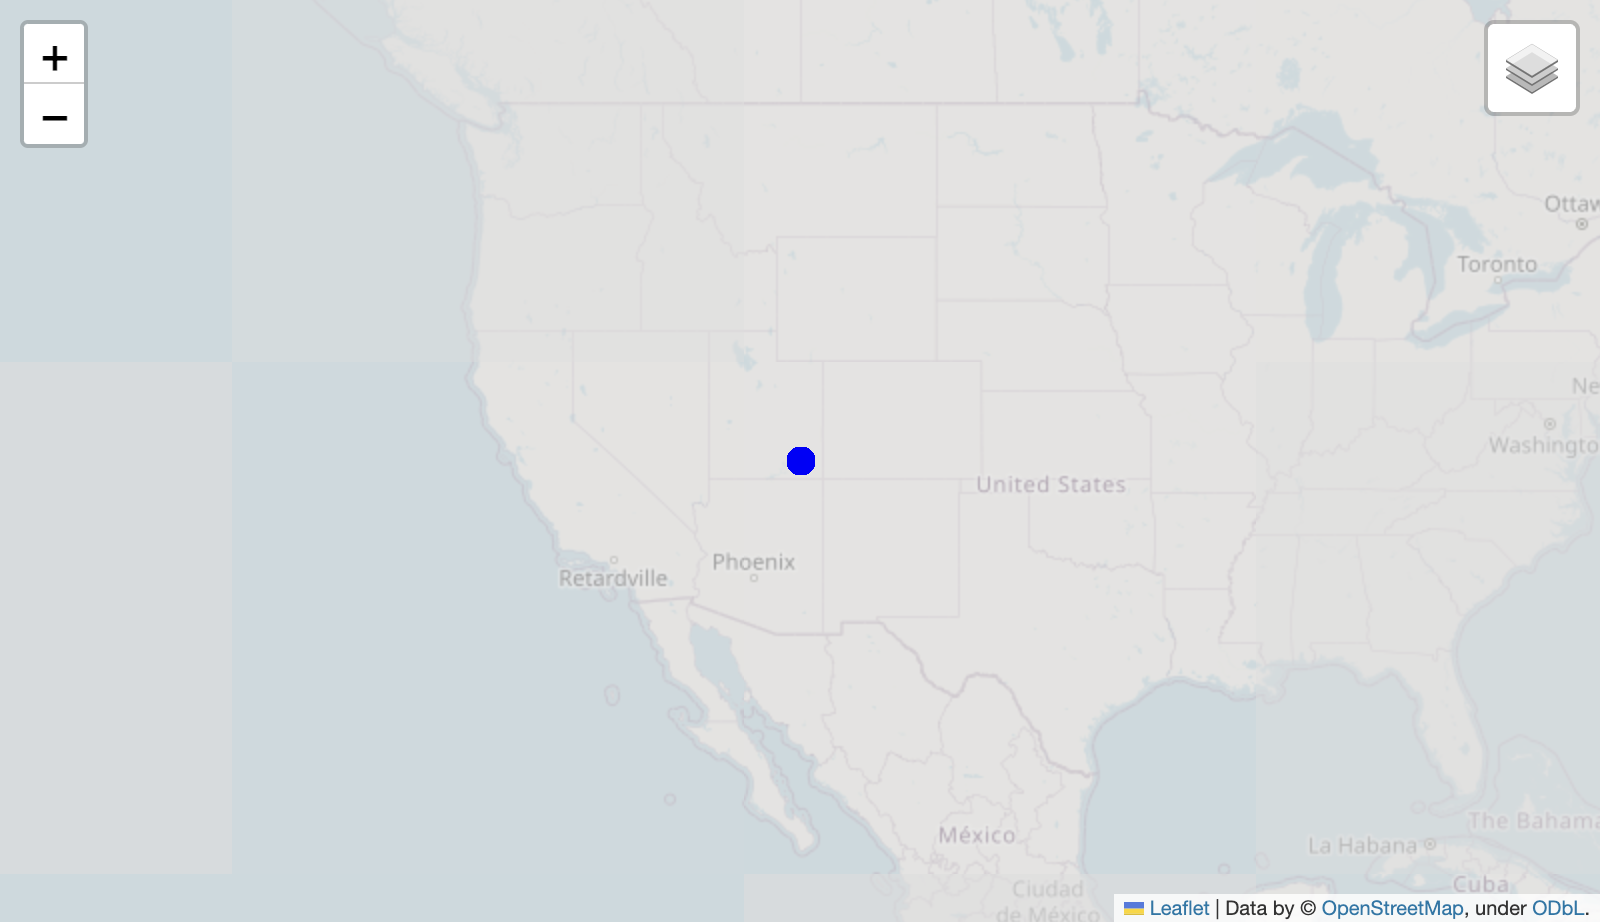 +
−
Ottaw
Toronto
Ne
Washingto
United States
Phoenix
Retardville
México
The Bahama
La Habana
Cuba
Ciudad
de México
Leaflet | Data by © OpenStreetMap, under ODbL.